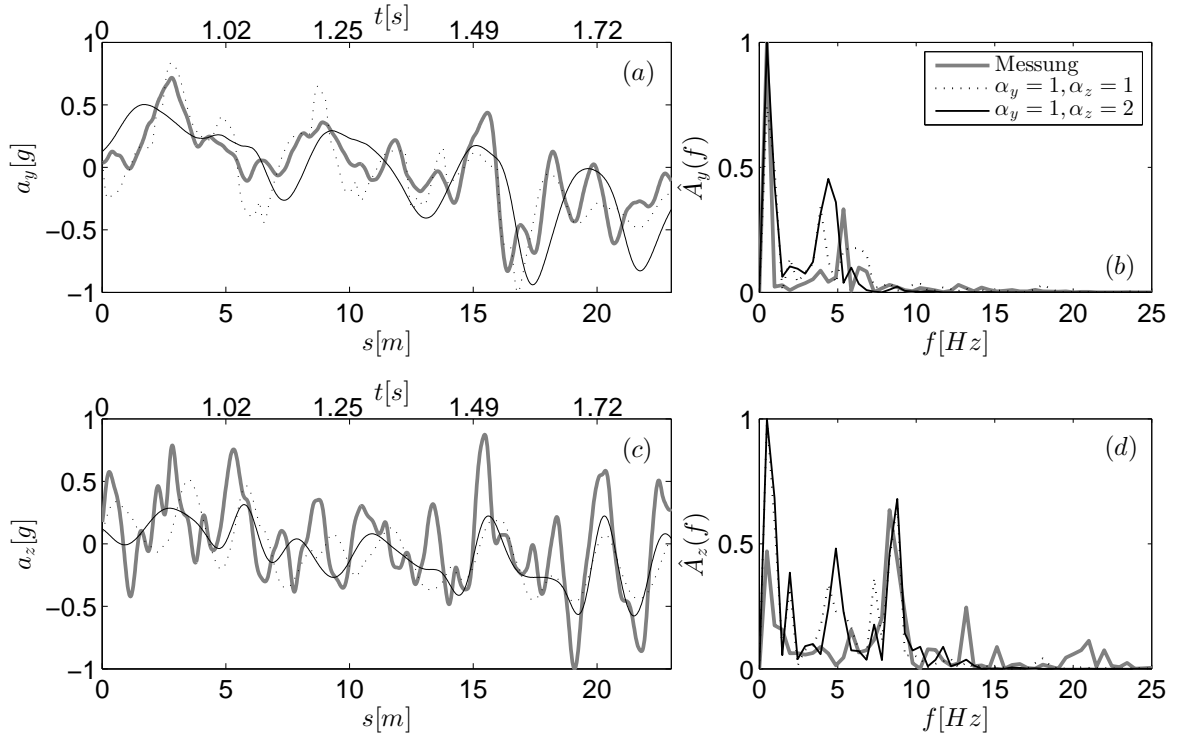 t[s]
0 1.02 1.25 1.49 1.72
1
0.5
0
−0.5
−1
a_y[g]
(a)
0 5 10 15 20
s[m]
1
0.5
0
Â_y(f)
Messung
α_y = 1, α_z = 1
α_y = 1, α_z = 2
(b)
0 5 10 15 20 25
f[Hz]
t[s]
0 1.02 1.25 1.49 1.72
1
0.5
0
−0.5
−1
a_z[g]
(c)
0 5 10 15 20
s[m]
1
0.5
0
Â_z(f)
(d)
0 5 10 15 20 25
f[Hz]